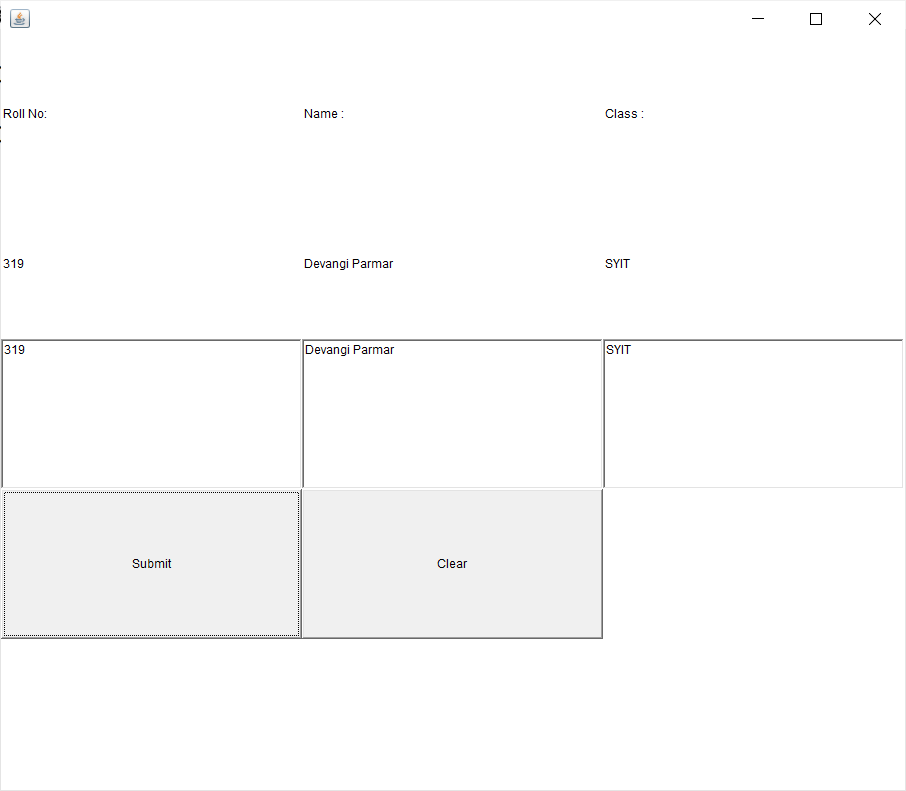 Roll No: Name : Class :
319 Devangi Parmar SYIT
319 Devangi Parmar SYIT
Submit Clear